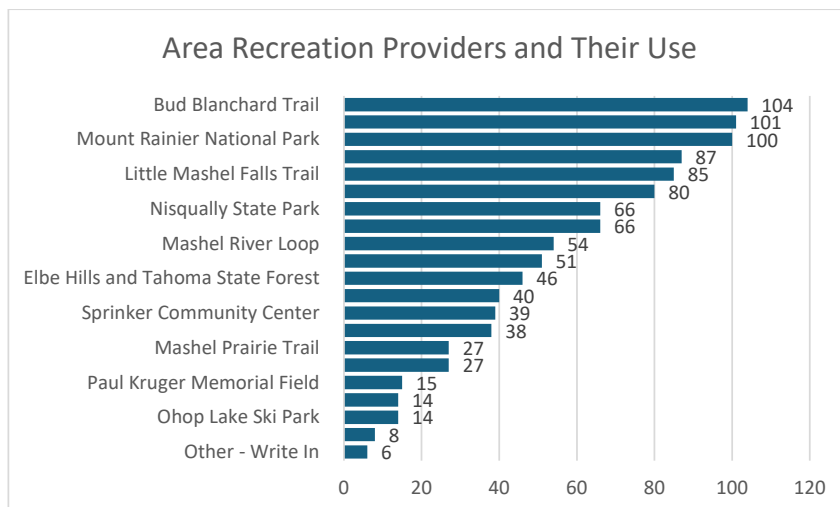 Area Recreation Providers and Their Use
Bud Blanchard Trail 104
101
Mount Rainier National Park 100
87
Little Mashel Falls Trail 85
80
Nisqually State Park 66
66
Mashel River Loop 54
51
Elbe Hills and Tahoma State Forest 46
40
Sprinker Community Center 39
38
Mashel Prairie Trail 27
27
Paul Kruger Memorial Field 15
14
Ohop Lake Ski Park 14
8
Other - Write In 6
0 20 40 60 80 100 120